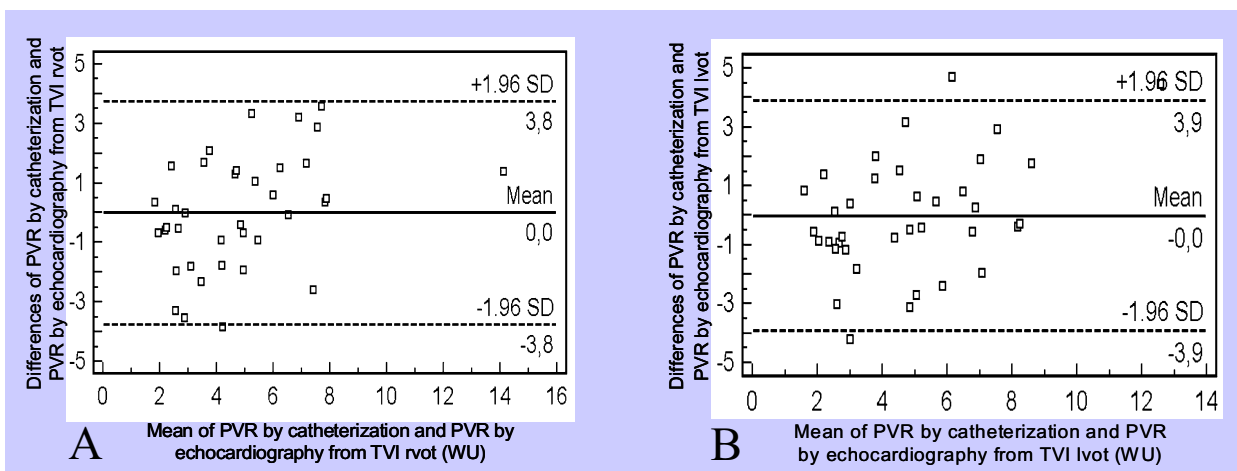 Differences of PVR by catheterization and
PVR by echocardiography from TVI rvot
5
3
1
-1
-3
-5
+1.96 SD
3,8
Mean
0,0
-1.96 SD
-3,8
0 2 4 6 8 10 12 14 16
A
Mean of PVR by catheterization and PVR by
echocardiography from TVI rvot (WU)
Differences of PVR by catheterization and
PVR by echocardiography from TVI lvot
5
3
1
-1
-3
-5
+1.96 SD
3,9
Mean
-0,0
-1.96 SD
-3,9
0 2 4 6 8 10 12 14
B
Mean of PVR by catheterization and PVR
by echocardiography from TVI lvot (WU)